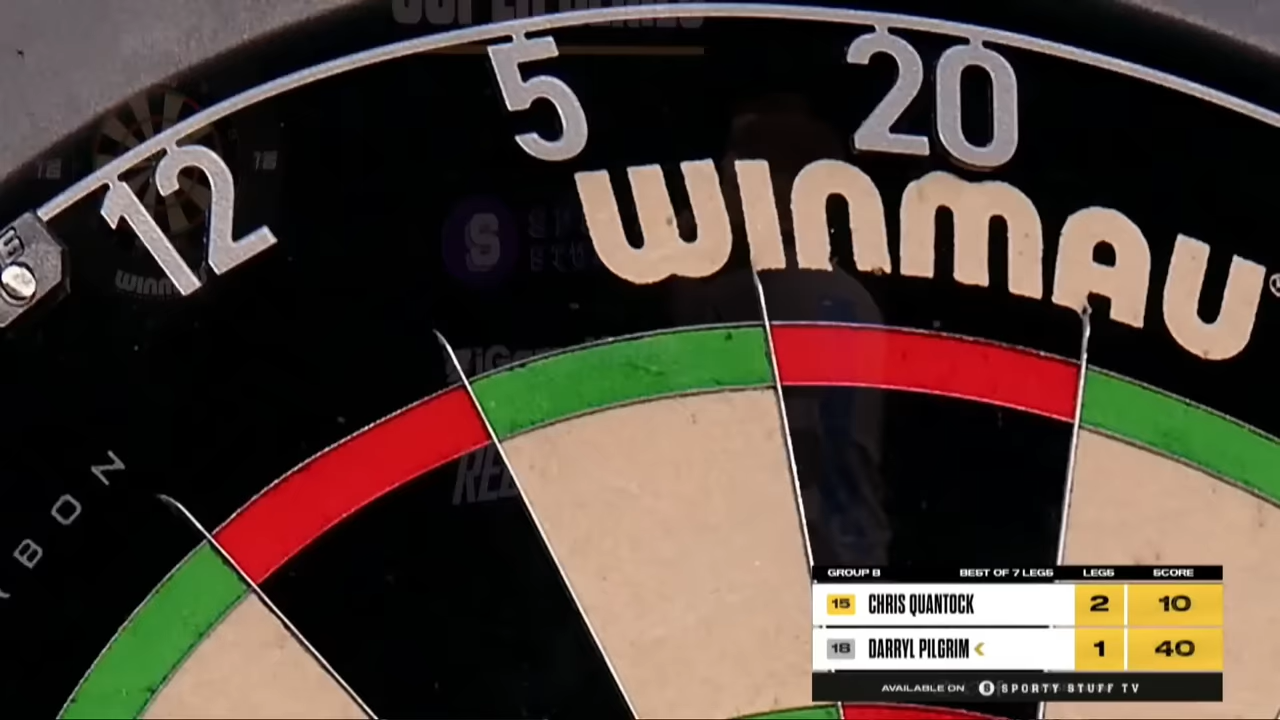 5 20
12
WINMAU
BON
GROUP B BEST OF 7 LEGS LEGS SCORE
15 CHRIS QUANTOCK 2 10
18 DARRYL PILGRIM 1 40
AVAILABLE ON S SPORTY STUFF TV